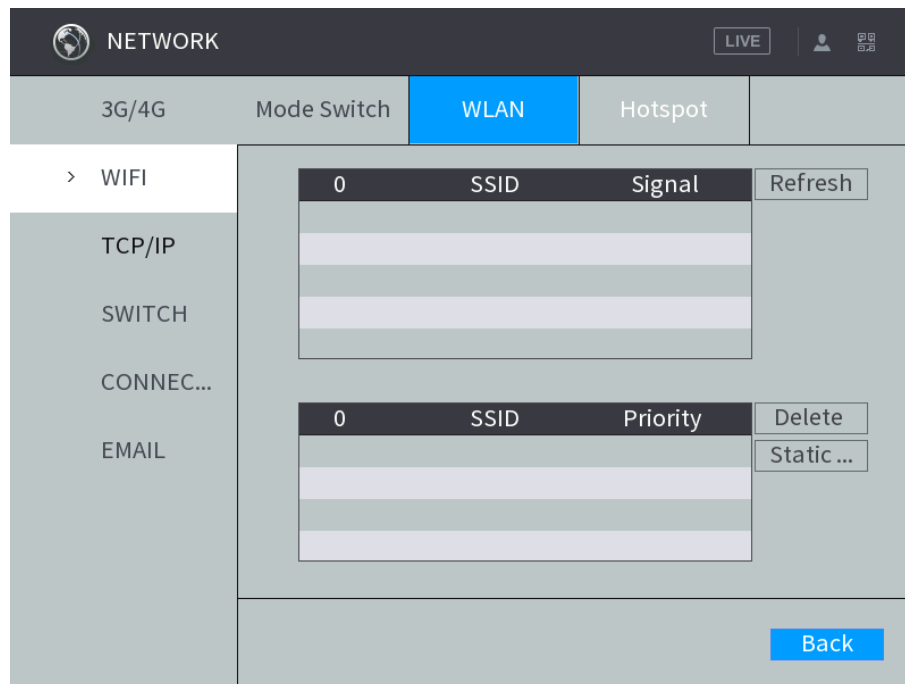 NETWORK LIVE
3G/4G Mode Switch WLAN Hotspot
WIFI 0 SSID Signal Refresh
TCP/IP
SWITCH
CONNEC...
0 SSID Priority Delete
EMAIL Static ...
Back